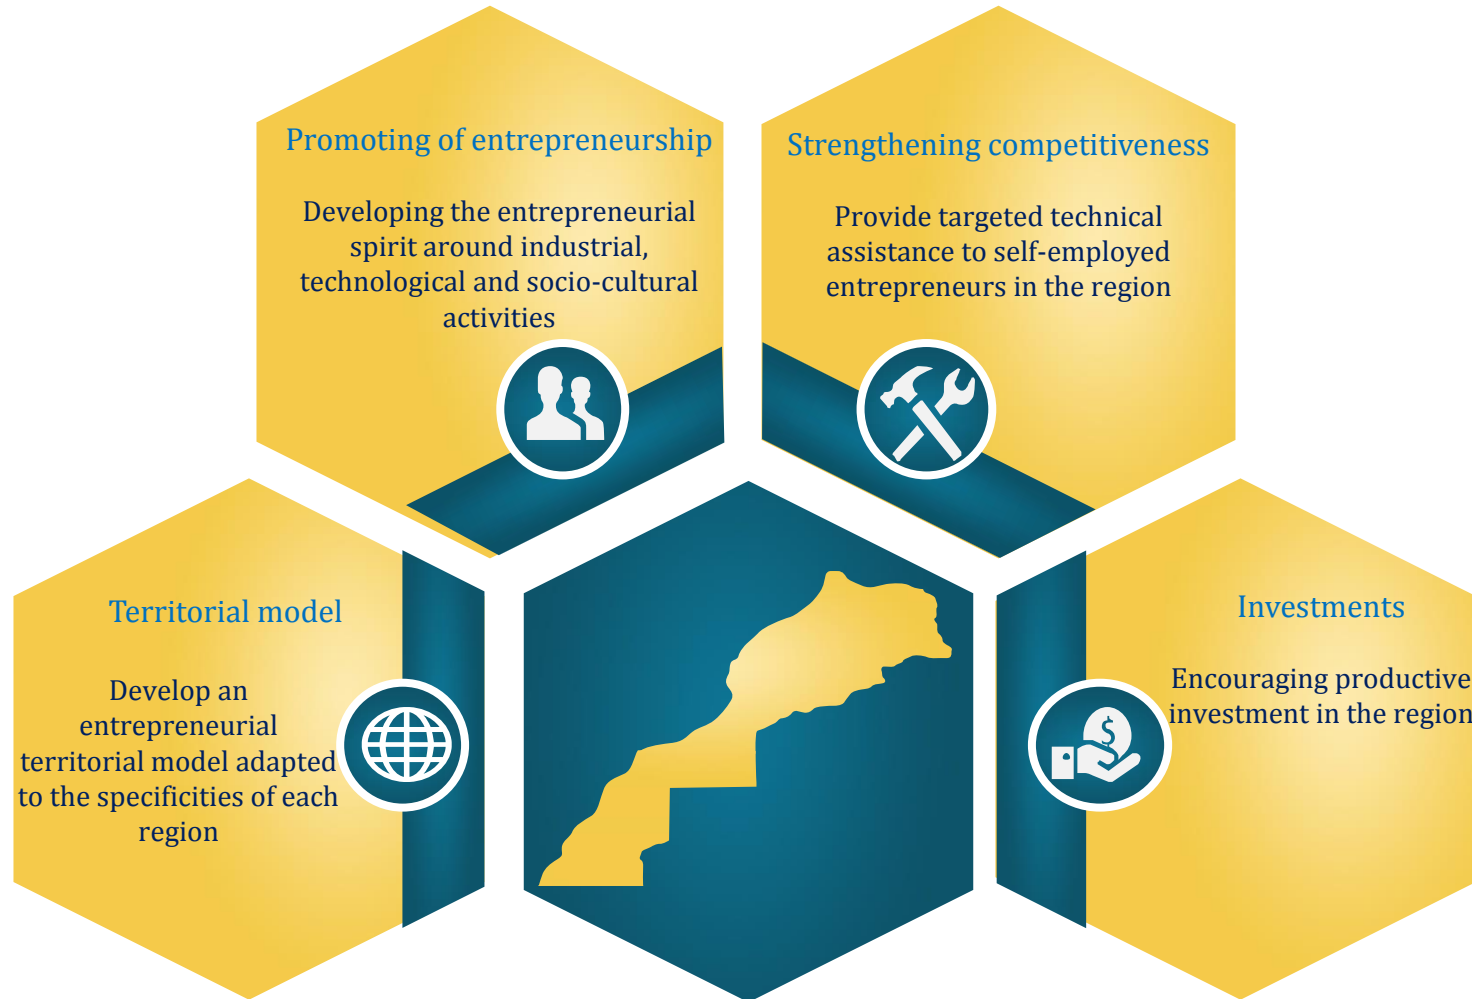 Promoting of entrepreneurship
Developing the entrepreneurial
spirit around industrial,
technological and socio-cultural
activities
Strengthening competitiveness
Provide targeted technical
assistance to self-employed
entrepreneurs in the region
Territorial model
Develop an
entrepreneurial
territorial model adapted
to the specificities of each
region
Investments
Encouraging productive
investment in the region
$